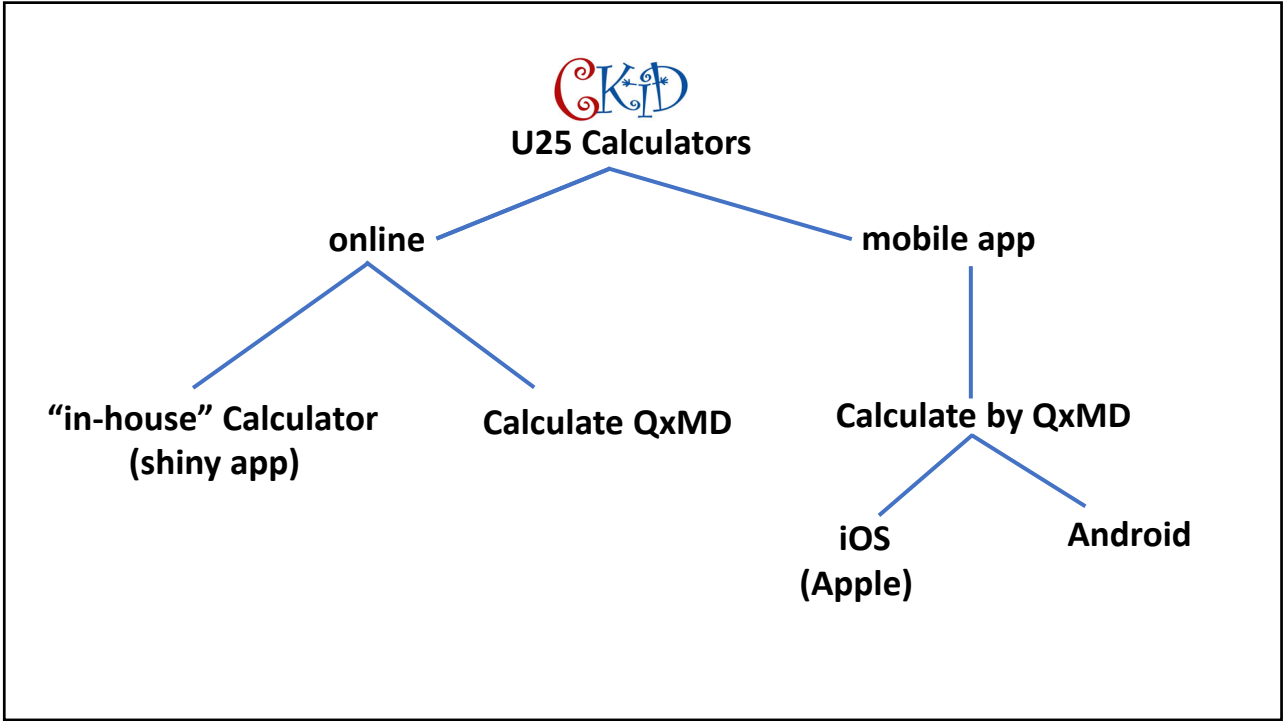 CKiD
U25 Calculators
online
mobile app
“in-house” Calculator
(shiny app)
Calculate QxMD
Calculate by QxMD
iOS
(Apple)
Android